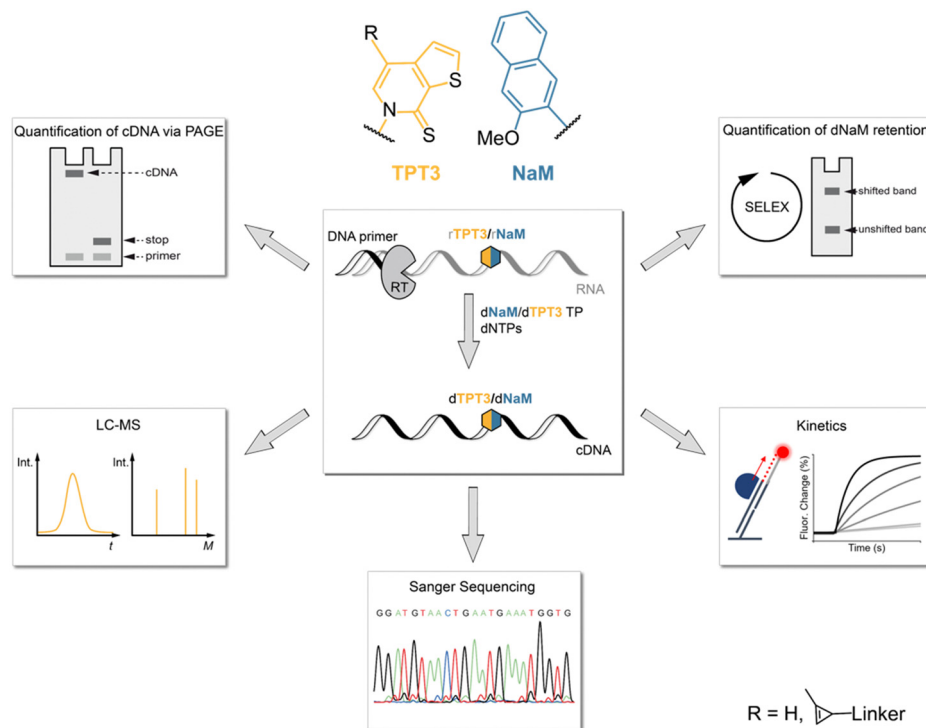 R
S
N
S
MeO
TPT3
NaM
Quantification of cDNA via PAGE
cDNA
stop
primer
Quantification of dNaM retention
SELEX
shifted band
unshifted band
DNA primer
rTPT3/rNaM
RT
RNA
dNaM/dTPT3 TP
dNTPs
dTPT3/dNaM
cDNA
LC-MS
Int.
t
Int.
M
Kinetics
Fluor. Change (%)
Time (s)
Sanger Sequencing
GGATGTAACTGAATGAAATGGTG
R = H,
Linker